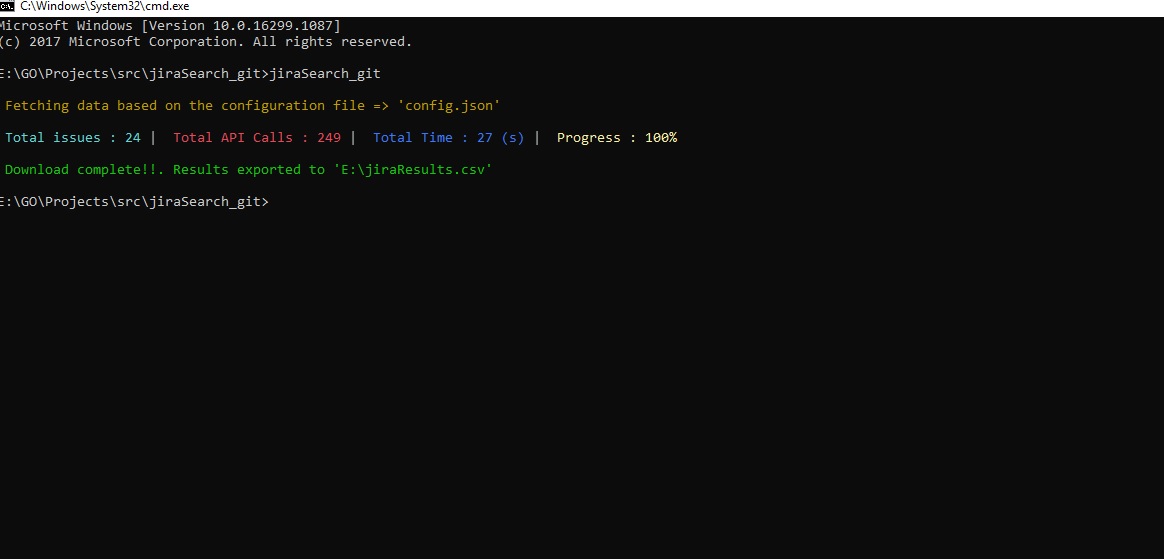 C:\Windows\System32\cmd.exe
Microsoft Windows [Version 10.0.16299.1087]
(c) 2017 Microsoft Corporation. All rights reserved.
E:\GO\Projects\src\jiraSearch_git>jiraSearch_git
Fetching data based on the configuration file => 'config.json'
Total issues : 24 | Total API Calls : 249 | Total Time : 27 (s) | Progress : 100%
Download complete!!. Results exported to 'E:\jiraResults.csv'
E:\GO\Projects\src\jiraSearch_git>